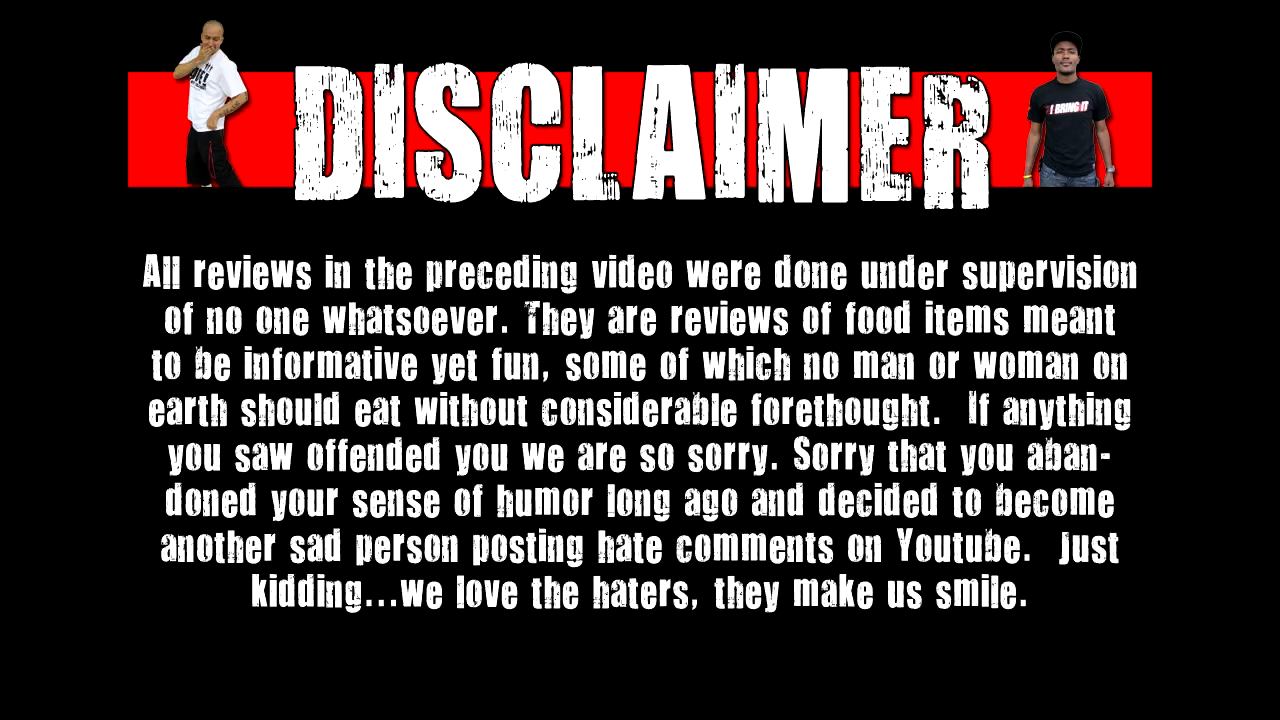 DISCLAIMER
I BRING IT
All reviews in the preceding video were done under supervision
of no one whatsoever. They are reviews of food items meant
to be informative yet fun, some of which no man or woman on
earth should eat without considerable forethought.  If anything
you saw offended you we are so sorry. Sorry that you aban-
doned your sense of humor long ago and decided to become
another sad person posting hate comments on Youtube.  Just
kidding...we love the haters, they make us smile.